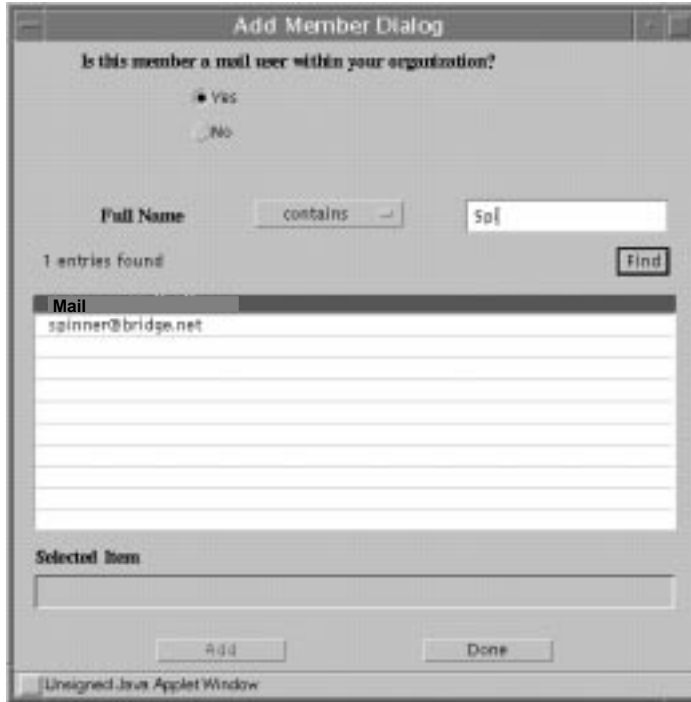 Add Member Dialog
Is this member a mail user within your organization?
Yes
No
Full Name contains Spi
1 entries found Find
Mail
spinner@bridge.net
Selected Item
Add Done
Unsigned Java Applet Window